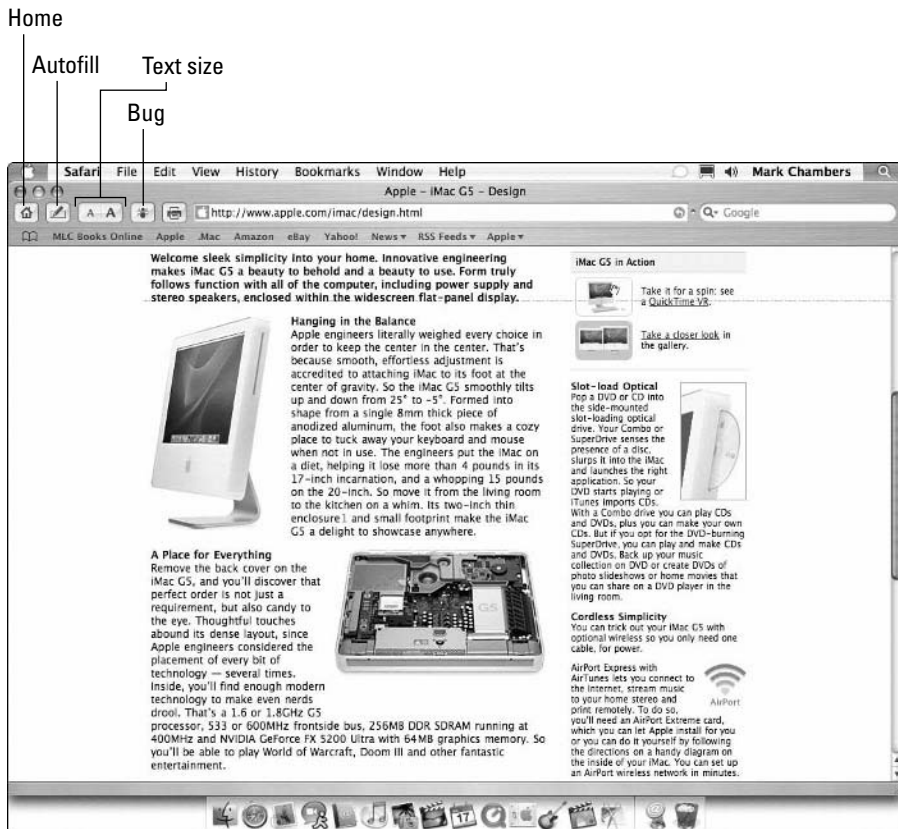 Home
Autofill
Text size
Bug
Safari File Edit View History Bookmarks Window Help
Mark Chambers
Apple – iMac G5 – Design
A A
http://www.apple.com/imac/design.html
Google
MLC Books Online Apple .Mac Amazon eBay Yahoo! News RSS Feeds Apple
Welcome sleek simplicity into your home. Innovative engineering
makes iMac G5 a beauty to behold and a beauty to use. Form truly
follows function with all of the computer, including power supply and
stereo speakers, enclosed within the widescreen flat-panel display.
Hanging in the Balance
Apple engineers literally weighed every choice in
order to keep the center in the center. That's
because smooth, effortless adjustment is
accredited to attaching iMac to its foot at the
center of gravity. So the iMac G5 smoothly tilts
up and down from 25° to -5°. Formed into
shape from a single 8mm thick piece of
anodized aluminum, the foot also makes a cozy
place to tuck away your keyboard and mouse
when not in use. The engineers put the iMac on
a diet, helping it lose more than 4 pounds in its
17-inch incarnation, and a whopping 15 pounds
on the 20-inch. So move it from the living room
to the kitchen on a whim. Its two-inch thin
enclosure1 and small footprint make the iMac
G5 a delight to showcase anywhere.
A Place for Everything
Remove the back cover on the
iMac G5, and you'll discover that
perfect order is not just a
requirement, but also candy to
the eye. Thoughtful touches
abound its dense layout, since
Apple engineers considered the
placement of every bit of
technology — several times.
Inside, you'll find enough modern
technology to make even nerds
drool. That's a 1.6 or 1.8GHz G5
processor, 533 or 600MHz frontside bus, 256MB DDR SDRAM running at
400MHz and NVIDIA GeForce FX 5200 Ultra with 64MB graphics memory. So
you'll be able to play World of Warcraft, Doom III and other fantastic
entertainment.
G5
iMac G5 in Action
Take it for a spin: see
a QuickTime VR.
Take a closer look in
the gallery.
Slot-load Optical
Pop a DVD or CD into
the side-mounted
slot-loading optical
drive. Your Combo or
SuperDrive senses the
presence of a disc,
slurps it into the iMac
and launches the right
application. So your
DVD starts playing or
iTunes imports CDs.
With a Combo drive you can play CDs
and DVDs, plus you can make your own
CDs. But if you opt for the DVD-burning
SuperDrive, you can play and make CDs
and DVDs. Back up your music
collection on DVD or create DVDs of
photo slideshows or home movies that
you can share on a DVD player in the
living room.
Cordless Simplicity
You can trick out your iMac G5 with
optional wireless so you only need one
cable, for power.
AirPort Express with
AirTunes lets you connect to
the Internet, stream music
to your home stereo and
print remotely. To do so,
you'll need an AirPort Extreme card,
which you can let Apple install for you
or you can do it yourself by following
the directions on a handy diagram on
the inside of your iMac. You can set up
an AirPort wireless network in minutes.
AirPort
17